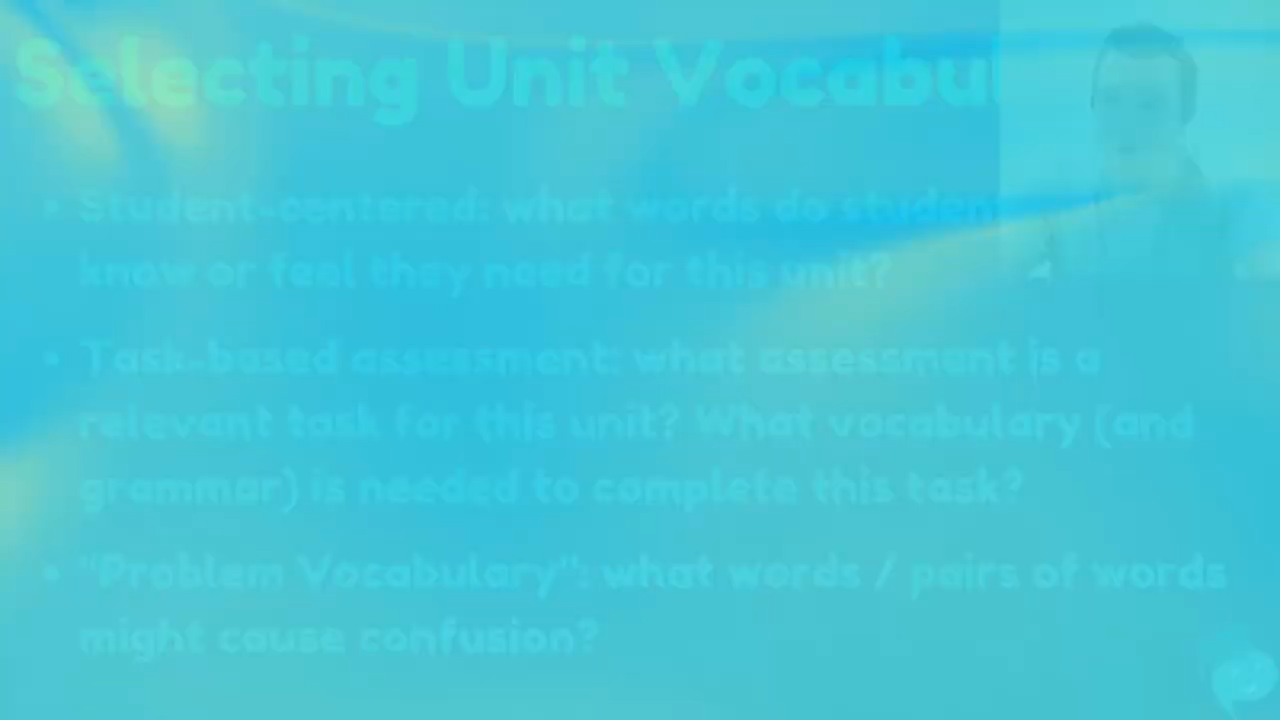 Selecting Unit Vocabu
• Student-centered: what words do studen
know or feel they need for this unit?
• Task-based assessment: what assessment is a
relevant task for this unit? What vocabulary (and
grammar) is needed to complete this task?
• "Problem Vocabulary": what words / pairs of words
might cause confusion?